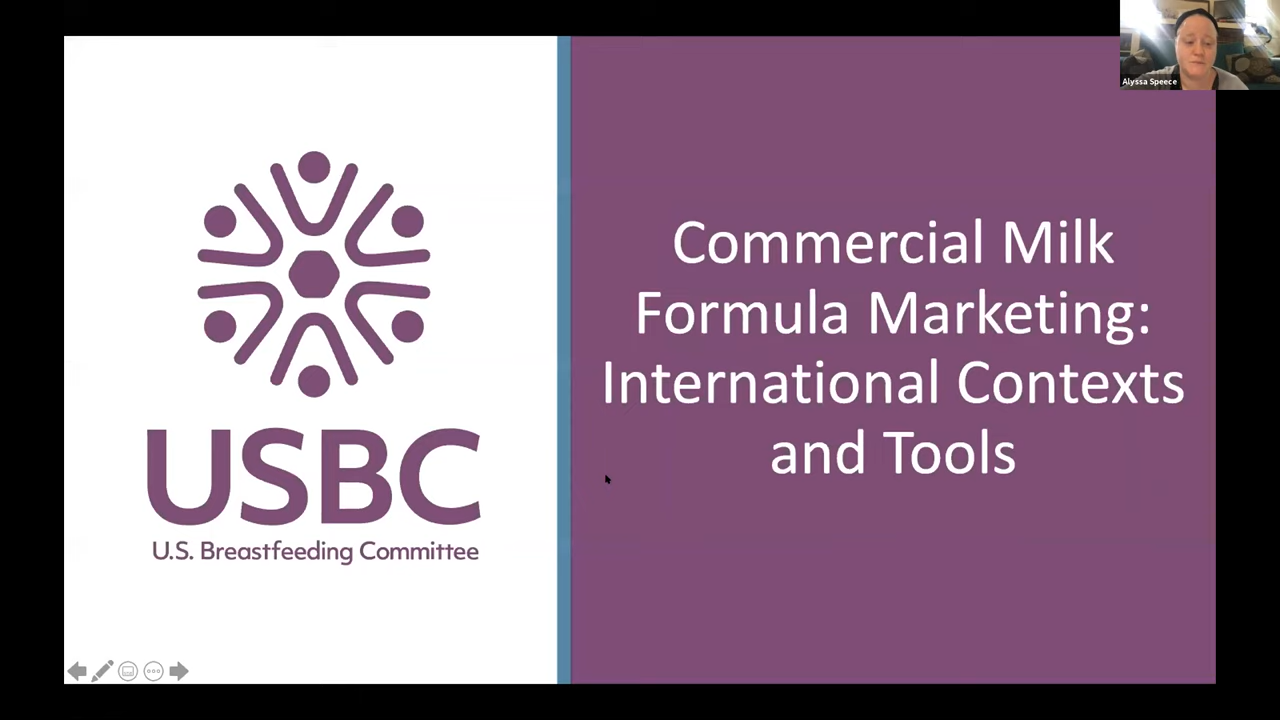 Alyssa Speece
Commercial Milk
Formula Marketing:
International Contexts
and Tools
USBC
U.S. Breastfeeding Committee